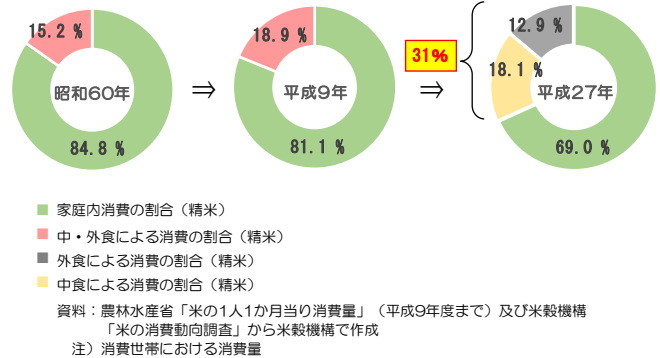 15.2 %
昭和60年
84.8 %
⇒
18.9 %
平成9年
81.1 %
31%
⇒
12.9 %
18.1 %
平成27年
69.0 %
家庭内消費の割合（精米）
中・外食による消費の割合（精米）
外食による消費の割合（精米）
中食による消費の割合（精米）
資料：農林水産省「米の1人1か月当り消費量」（平成9年度まで）及び米穀機構
「米の消費動向調査」から米穀機構で作成
注）消費世帯における消費量